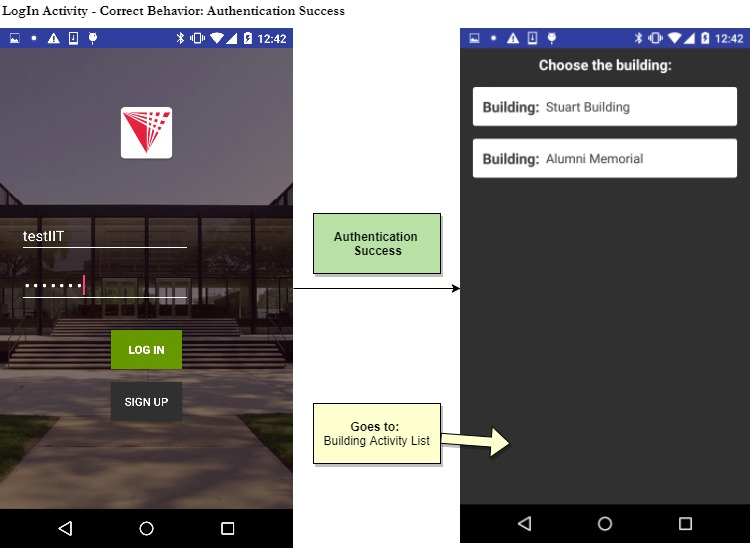 LogIn Activity - Correct Behavior: Authentication Success
12:42
testIIT
•••••••
LOG IN
SIGN UP
Authentication
Success
Goes to:
Building Activity List
12:42
Choose the building:
Building: Stuart Building
Building: Alumni Memorial